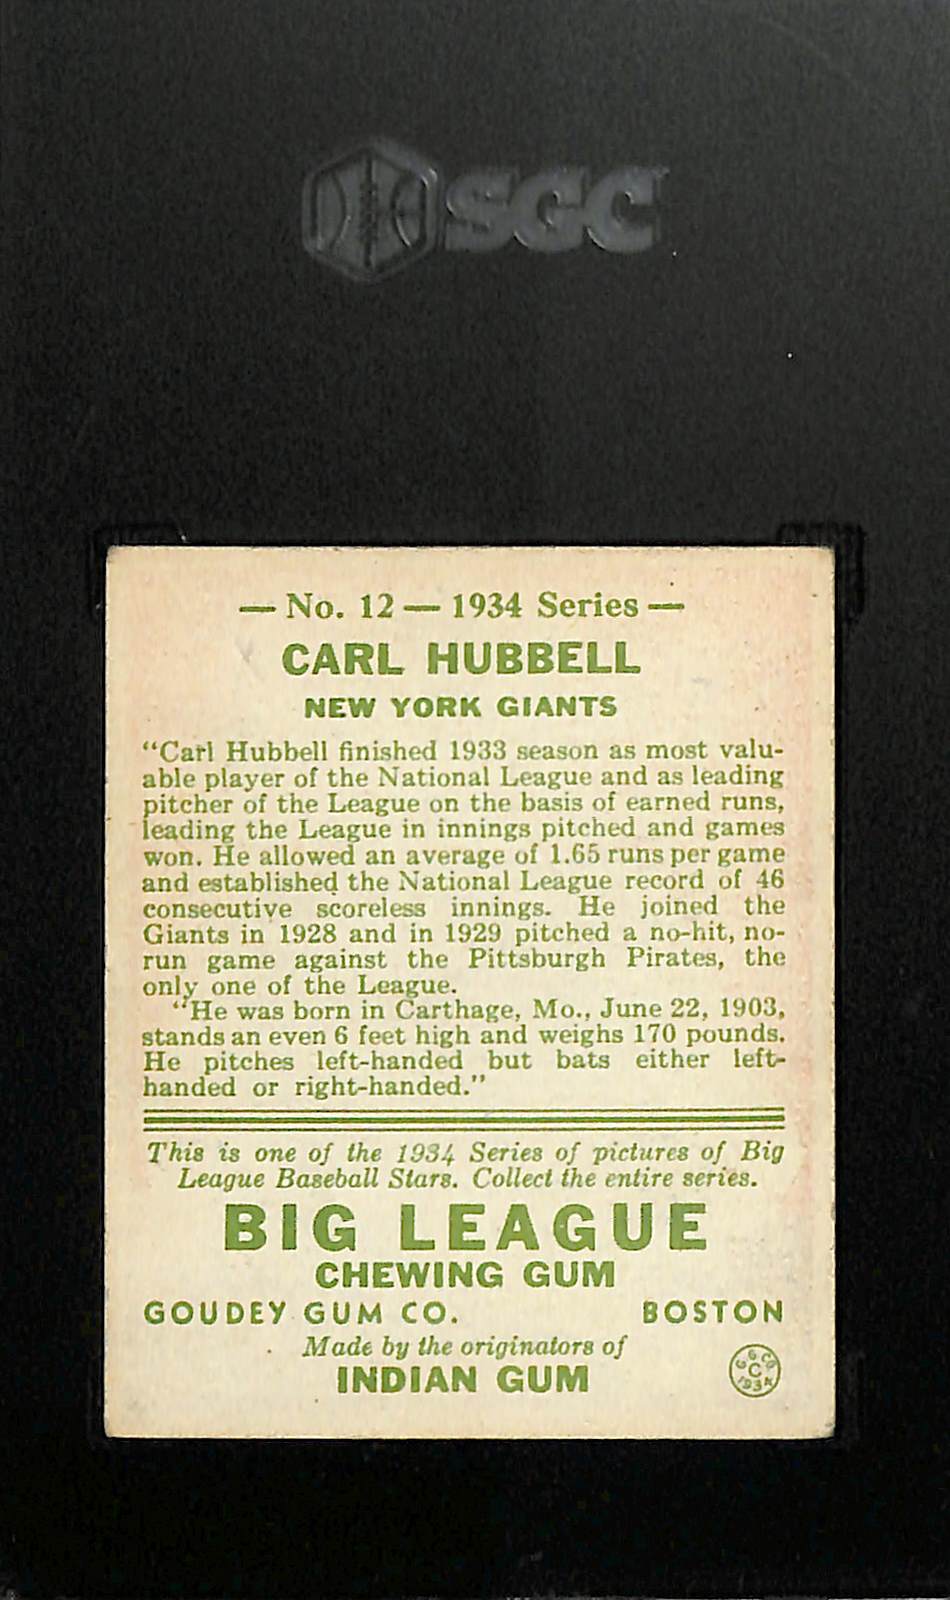 SGC
— No. 12 — 1934 Series —
CARL HUBBELL
NEW YORK GIANTS
“Carl Hubbell finished 1933 season as most valu-
able player of the National League and as leading
pitcher of the League on the basis of earned runs,
leading the League in innings pitched and games
won. He allowed an average of 1.65 runs per game
and established the National League record of 46
consecutive scoreless innings. He joined the
Giants in 1928 and in 1929 pitched a no-hit, no-
run game against the Pittsburgh Pirates, the
only one of the League.
“He was born in Carthage, Mo., June 22, 1903,
stands an even 6 feet high and weighs 170 pounds.
He pitches left-handed but bats either left-
handed or right-handed.”
This is one of the 1934 Series of pictures of Big
League Baseball Stars. Collect the entire series.
BIG LEAGUE
CHEWING GUM
GOUDEY GUM CO. BOSTON
Made by the originators of
INDIAN GUM
G G Co
C
1934